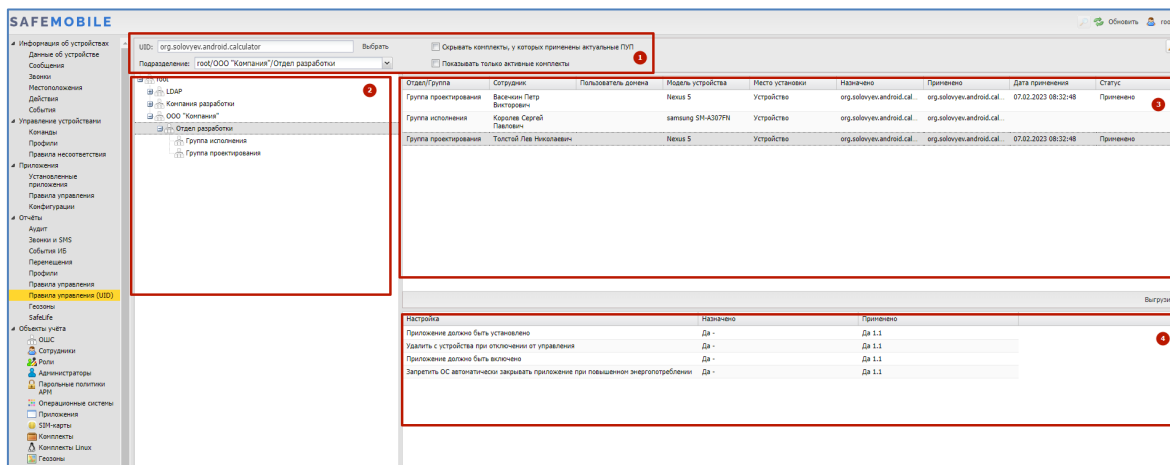 SAFEMOBILE
Обновить
Информация об устройствах
Данные об устройстве
Сообщения
Звонки
Местоположения
Действия
События
Управление устройствами
Команды
Профили
Правила несоответствия
Приложения
Установленные
приложения
Правила управления
Конфигурации
Отчёты
Аудит
Звонки и SMS
События ИБ
Перемещения
Профили
Правила управления
Правила управления (UID)
Геозоны
SafeLife
Объекты учёта
ОШС
Сотрудники
Роли
Администраторы
Парольные политики
АРМ
Операционные системы
Приложения
SIM-карты
Комплекты
Комплекты Linux
Геозоны
UID: org.solovyev.android.calculator Выбрать Скрывать комплекты, у которых применены актуальные ПУП
Подразделение: root/ООО "Компания"/Отдел разработки Показывать только активные комплекты
1
root
LDAP
Компания разработки
ООО "Компания"
Отдел разработки
Группа исполнения
Группа проектирования
2
Отдел/Группа Сотрудник Пользователь домена Модель устройства Место установки Назначено Применено Дата применения Статус
Группа проектирования Васечкин Петр Викторович Nexus 5 Устройство org.solovyev.android.cal... org.solovyev.android.cal... 07.02.2023 08:32:48 Применено
Группа исполнения Королев Сергей Павлович samsung SM-A307FN Устройство org.solovyev.android.cal... org.solovyev.android.cal...
Группа проектирования Толстой Лев Николаевич Nexus 5 Устройство org.solovyev.android.cal... org.solovyev.android.cal... 07.02.2023 08:32:48 Применено
3
Настройка Назначено Применено
Приложение должно быть установлено Да - Да 1.1
Удалить с устройства при отключении от управления Да - Да 1.1
Приложение должно быть включено Да - Да 1.1
Запретить ОС автоматически закрывать приложение при повышенном энергопотреблении Да - Да 1.1
4